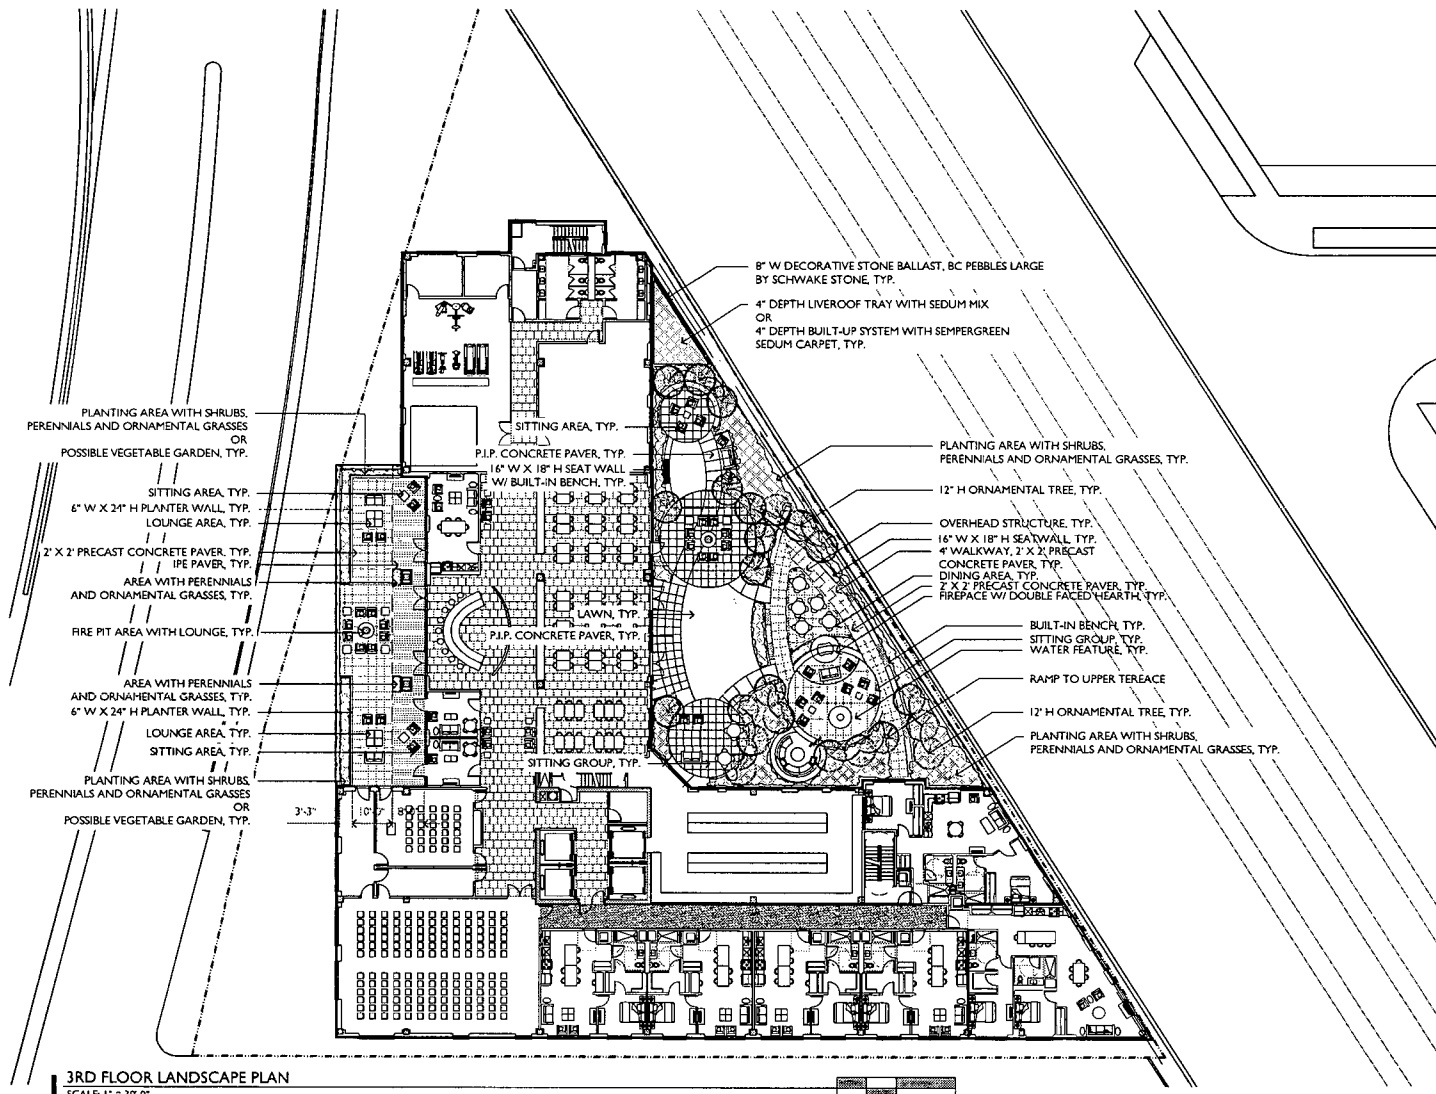 8" W DECORATIVE STONE BALLAST, BC PEBBLES LARGE
BY SCHWAKE STONE, TYP.
4" DEPTH LIVEROOF TRAY WITH SEDUM MIX
OR
4" DEPTH BUILT-UP SYSTEM WITH SEMPERGREEN
SEDUM CARPET, TYP.
PLANTING AREA WITH SHRUBS,
PERENNIALS AND ORNAMENTAL GRASSES
OR
POSSIBLE VEGETABLE GARDEN, TYP.
SITTING AREA, TYP.
6" W X 24" H PLANTER WALL, TYP.
LOUNGE AREA, TYP.
2' X 2' PRECAST CONCRETE PAVER, TYP.
IPE PAVER, TYP.
AREA WITH PERENNIALS
AND ORNAMENTAL GRASSES, TYP.
FIRE PIT AREA WITH LOUNGE, TYP.
AREA WITH PERENNIALS
AND ORNAMENTAL GRASSES, TYP.
6" W X 24" H PLANTER WALL, TYP.
LOUNGE AREA, TYP.
SITTING AREA, TYP.
PLANTING AREA WITH SHRUBS,
PERENNIALS AND ORNAMENTAL GRASSES
OR
POSSIBLE VEGETABLE GARDEN, TYP.
3'-3"
SITTING AREA, TYP.
P.I.P. CONCRETE PAVER, TYP.
16" W X 18" H SEAT WALL
W/ BUILT-IN BENCH, TYP.
LAWN, TYP.
P.I.P. CONCRETE PAVER, TYP.
SITTING GROUP, TYP.
PLANTING AREA WITH SHRUBS,
PERENNIALS AND ORNAMENTAL GRASSES, TYP.
12" H ORNAMENTAL TREE, TYP.
OVERHEAD STRUCTURE, TYP.
16" W X 18" H SEATWALL, TYP.
4' WALKWAY, 2' X 2' PRECAST
CONCRETE PAVER, TYP.
DINING AREA, TYP.
2' X 2' PRECAST CONCRETE PAVER, TYP.
FIREPACE W/ DOUBLE FACED HEARTH, TYP.
BUILT-IN BENCH, TYP.
SITTING GROUP, TYP.
WATER FEATURE, TYP.
RAMP TO UPPER TEREACE
12' H ORNAMENTAL TREE, TYP.
PLANTING AREA WITH SHRUBS,
PERENNIALS AND ORNAMENTAL GRASSES, TYP.
3RD FLOOR LANDSCAPE PLAN